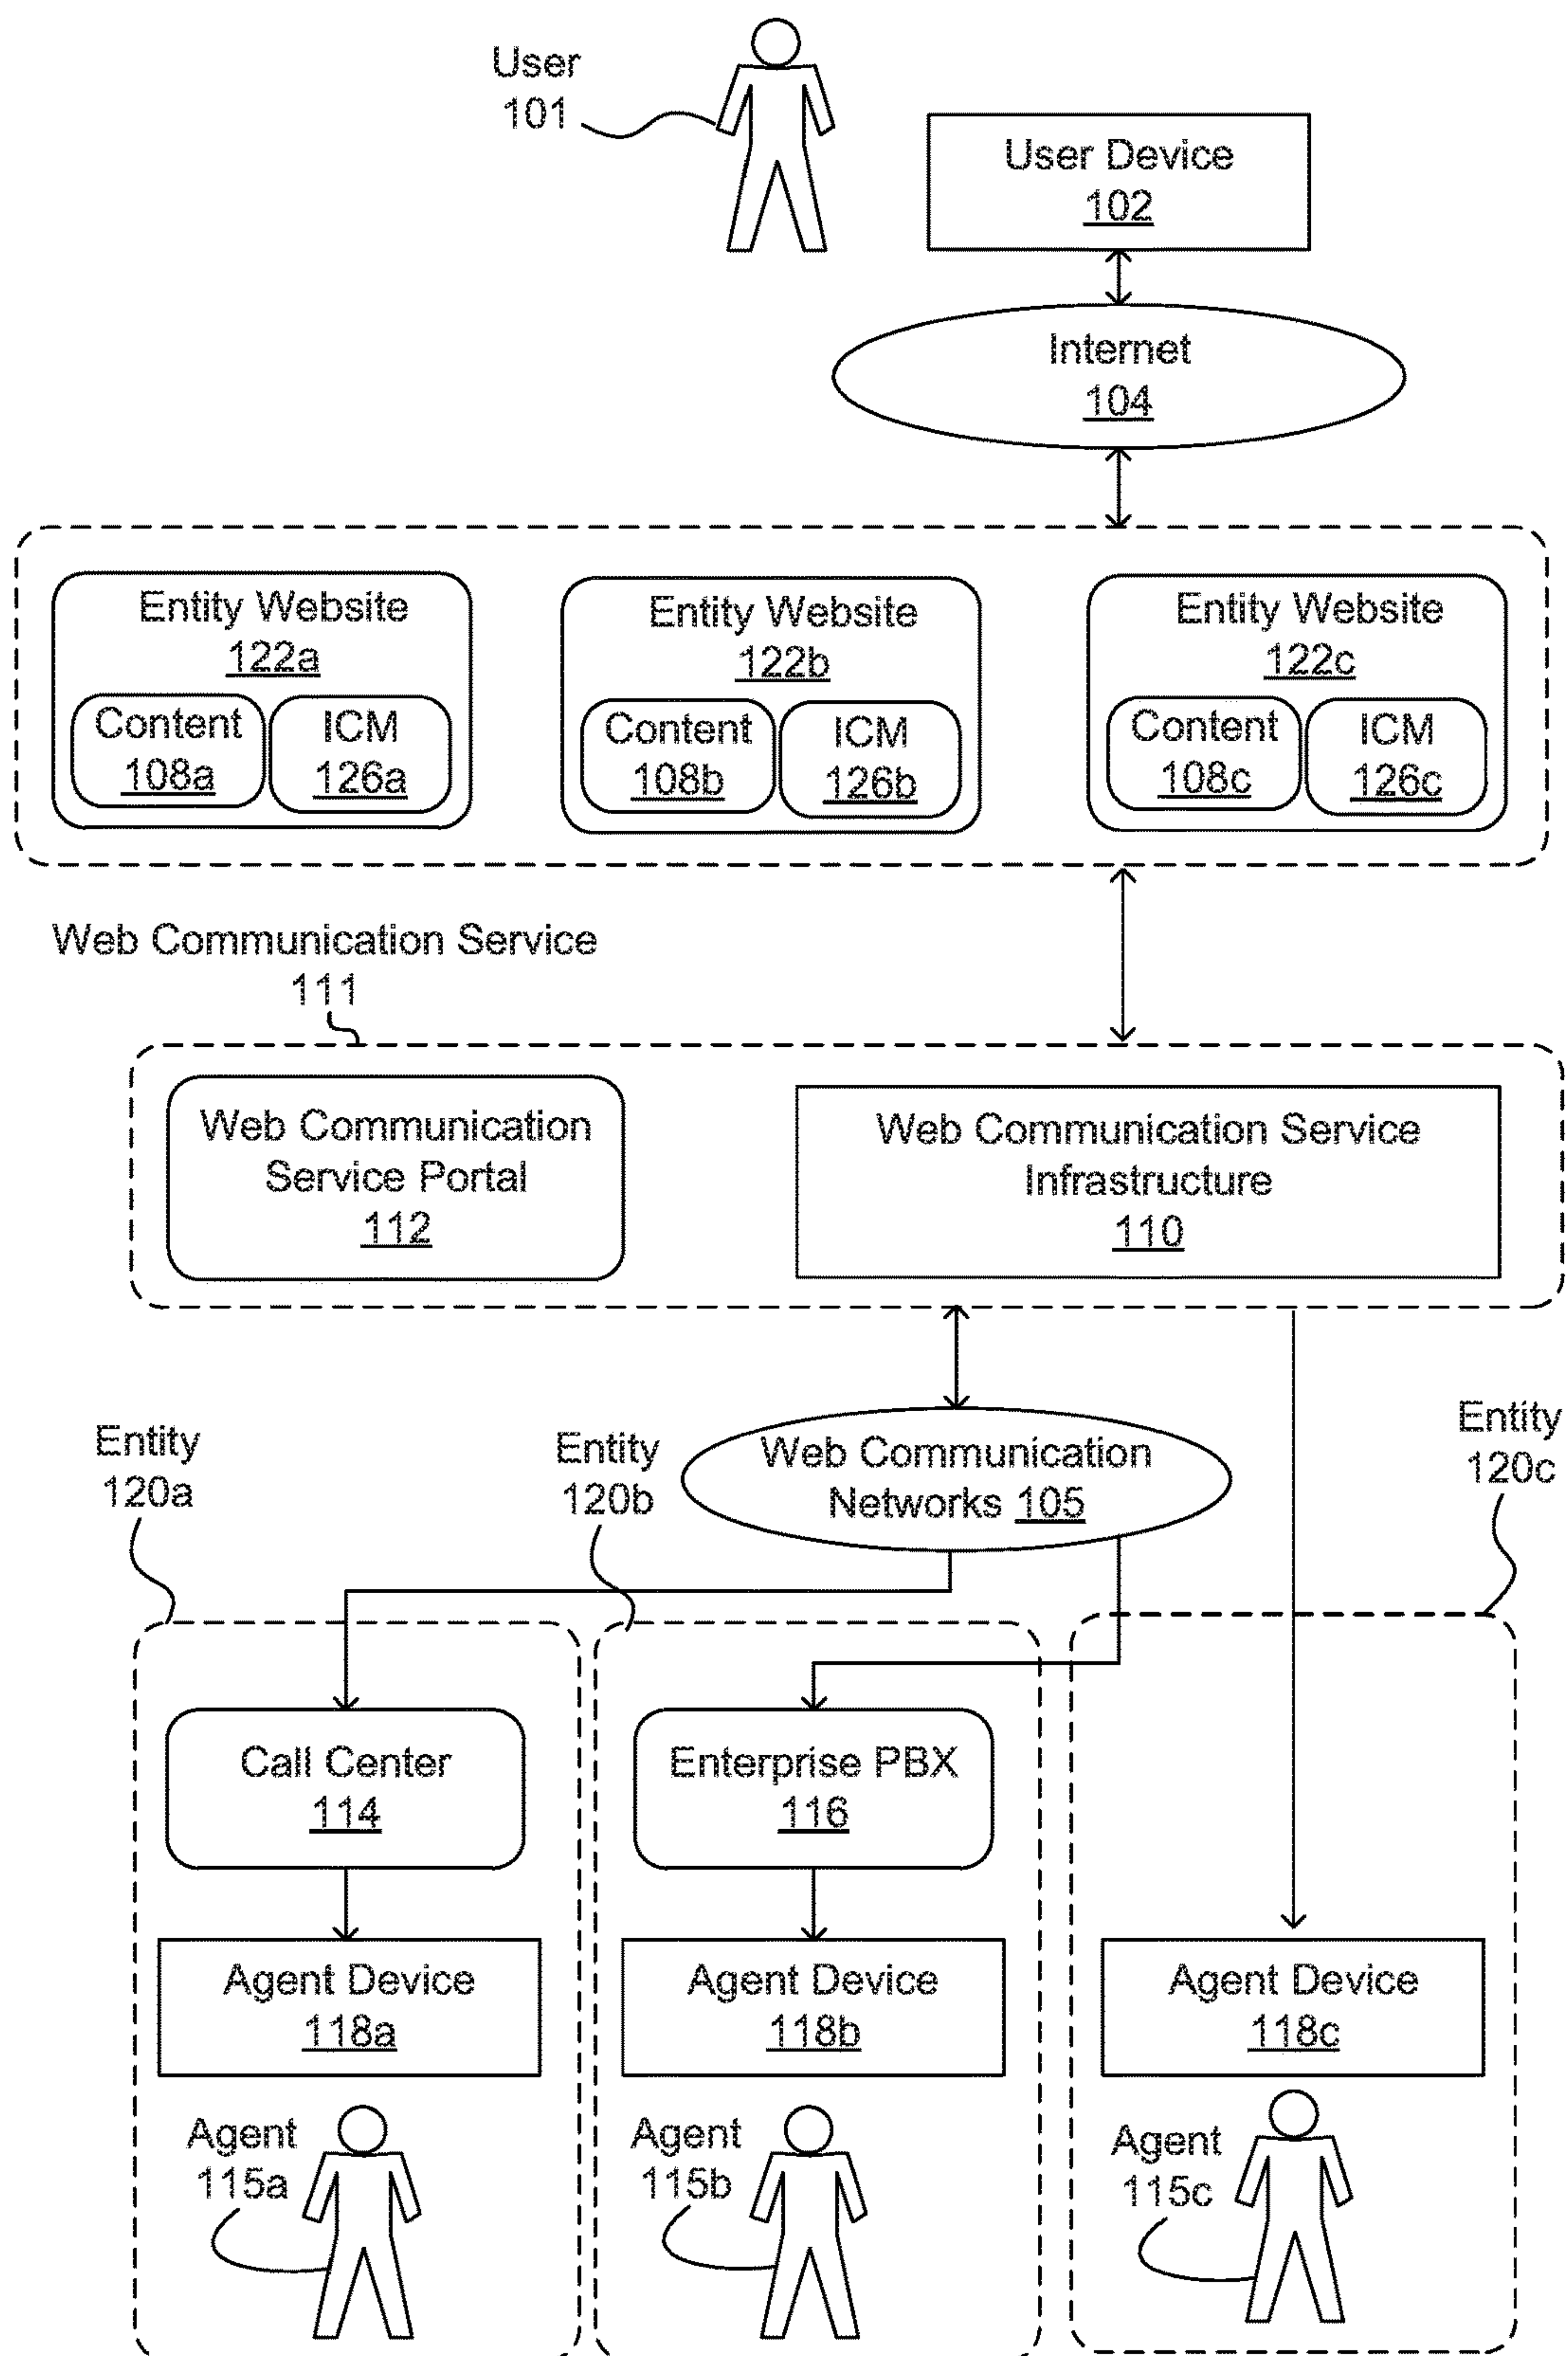 User
101
User Device
102
Internet
104
Entity Website
122a
Content
108a
ICM
126a
Entity Website
122b
Content
108b
ICM
126b
Entity Website
122c
Content
108c
ICM
126c
Web Communication Service
111
Web Communication
Service Portal
112
Web Communication Service
Infrastructure
110
Entity
120a
Entity
120b
Web Communication
Networks 105
Entity
120c
Call Center
114
Enterprise PBX
116
Agent Device
118a
Agent Device
118b
Agent Device
118c
Agent
115a
Agent
115b
Agent
115c